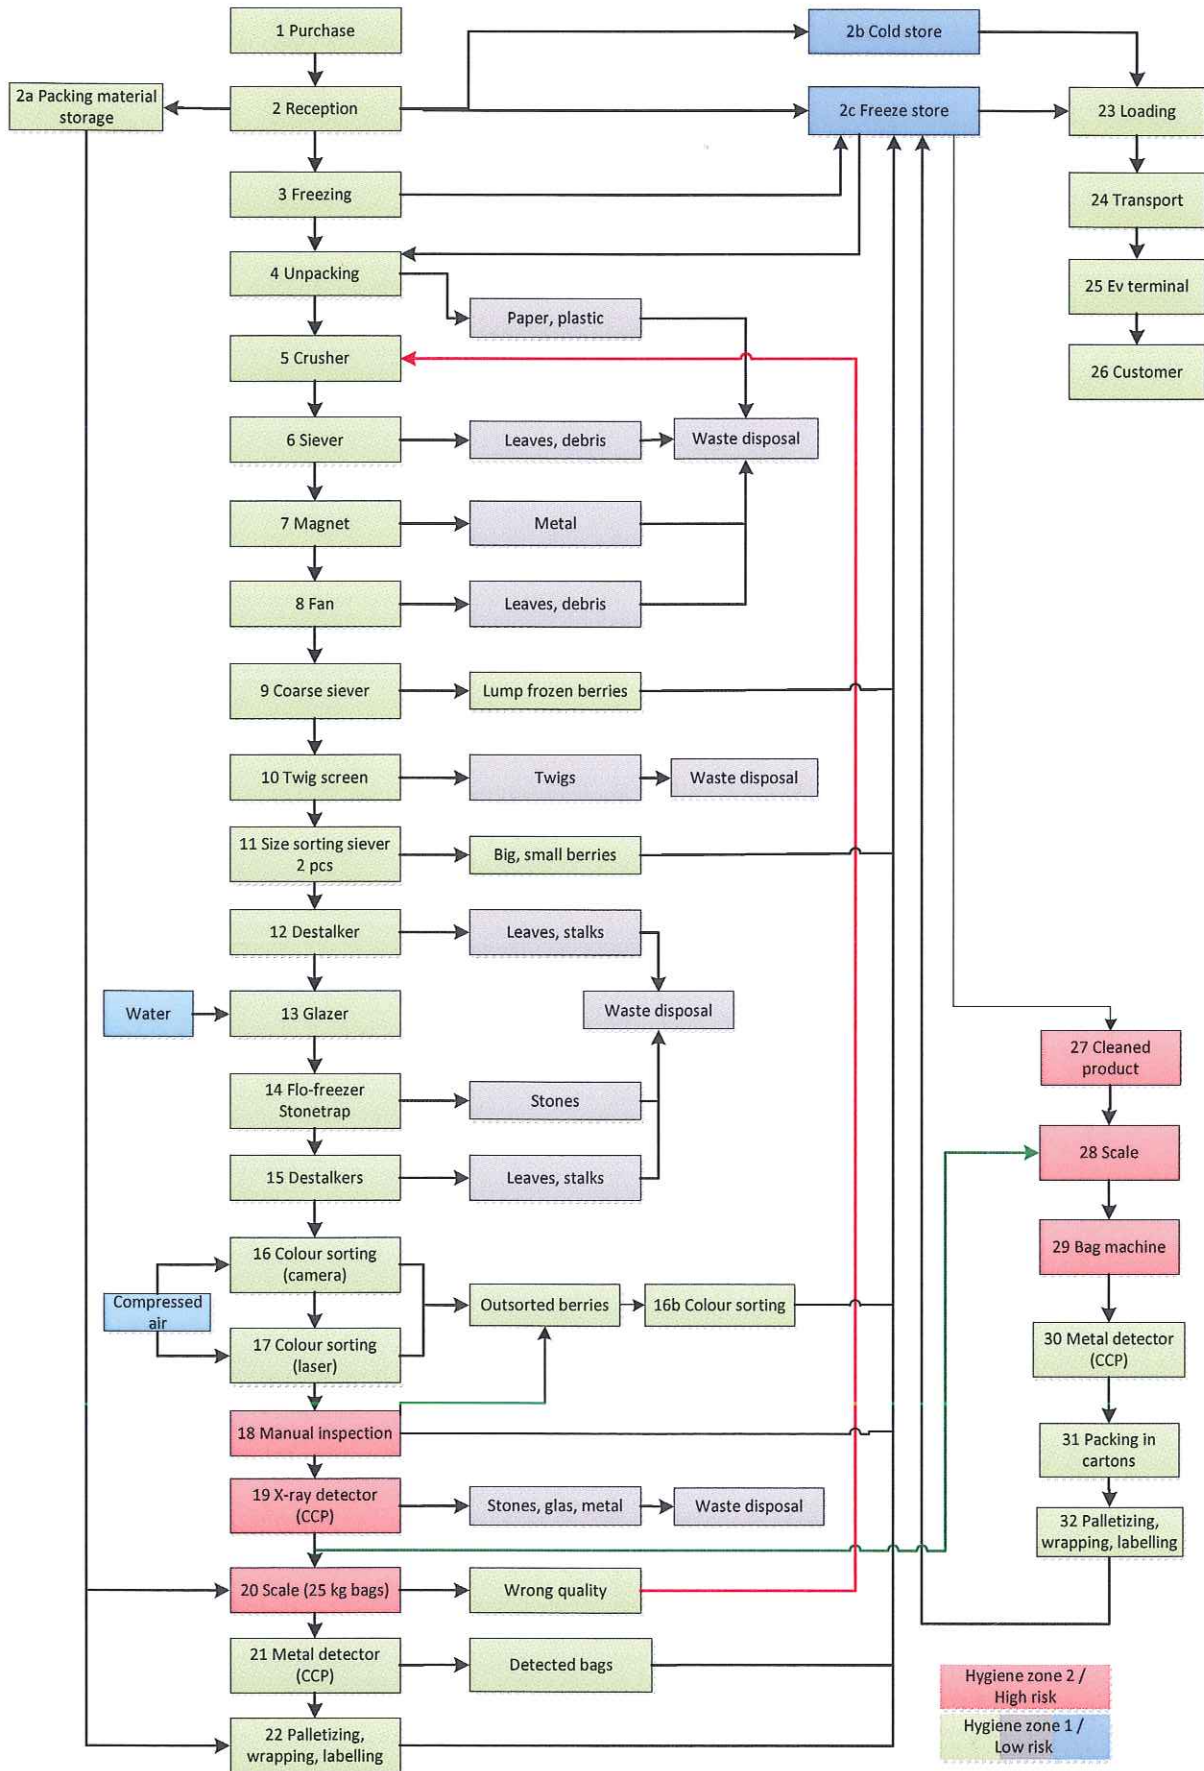 1 Purchase
2b Cold store
2a Packing material
storage
2 Reception
2c Freeze store
23 Loading
3 Freezing
24 Transport
4 Unpacking
25 Ev terminal
Paper, plastic
5 Crusher
26 Customer
6 Siever
Leaves, debris
Waste disposal
7 Magnet
Metal
8 Fan
Leaves, debris
9 Coarse siever
Lump frozen berries
10 Twig screen
Twigs
Waste disposal
11 Size sorting siever
2 pcs
Big, small berries
12 Destalker
Leaves, stalks
Water
13 Glazer
Waste disposal
27 Cleaned
product
14 Flo-freezer
Stonetrap
Stones
28 Scale
15 Destalkers
Leaves, stalks
29 Bag machine
16 Colour sorting
(camera)
Compressed
air
Outsorted berries
16b Colour sorting
30 Metal detector
(CCP)
17 Colour sorting
(laser)
18 Manual inspection
31 Packing in
cartons
19 X-ray detector
(CCP)
Stones, glas, metal
Waste disposal
32 Palletizing,
wrapping, labelling
20 Scale (25 kg bags)
Wrong quality
21 Metal detector
(CCP)
Detected bags
Hygiene zone 2 /
High risk
22 Palletizing,
wrapping, labelling
Hygiene zone 1 /
Low risk